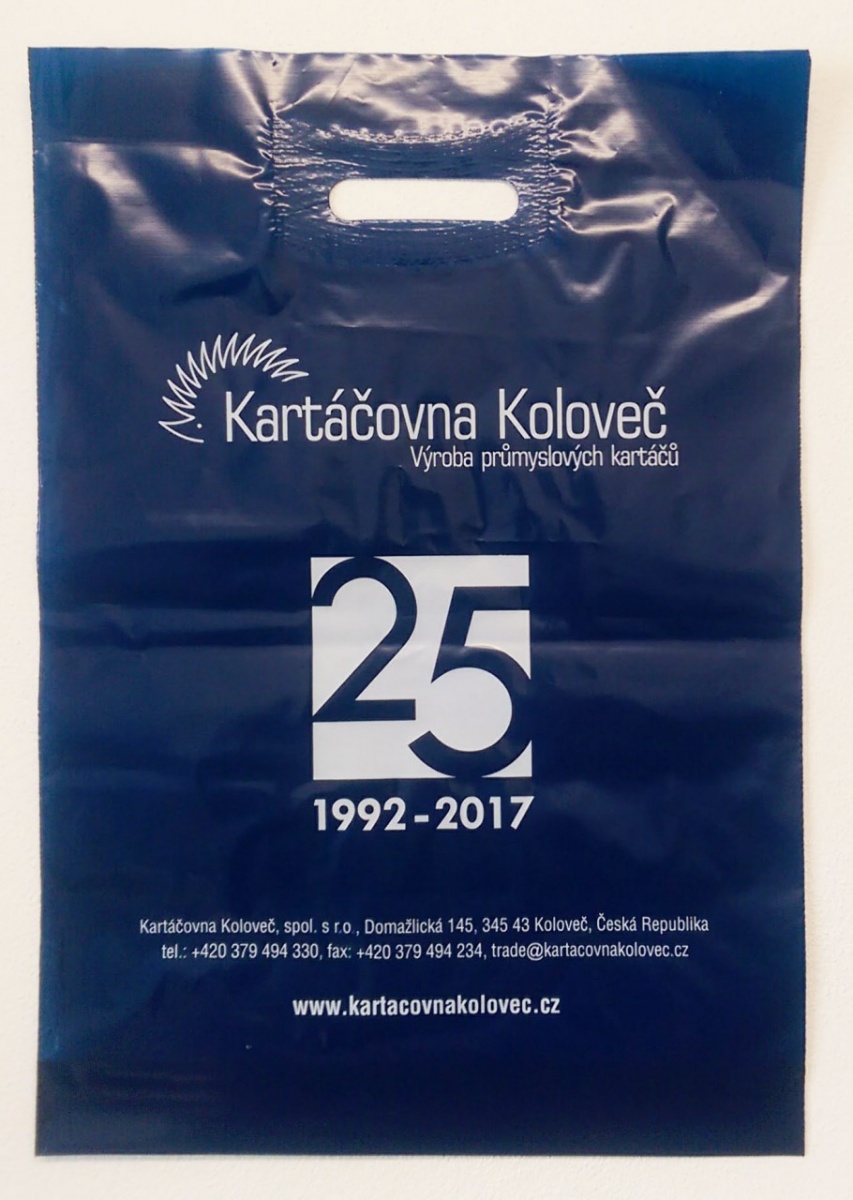 Kartáčovna Koloveč
Výroba průmyslových kartáčů
25
1992-2017
Kartáčovna Koloveč, spol. s r.o., Domažlická 145, 345 43 Koloveč, Česká Republika
tel.: +420 379 494 330, fax: +420 379 494 234, trade@kartacovnakolovec.cz
www.kartacovnakolovec.cz